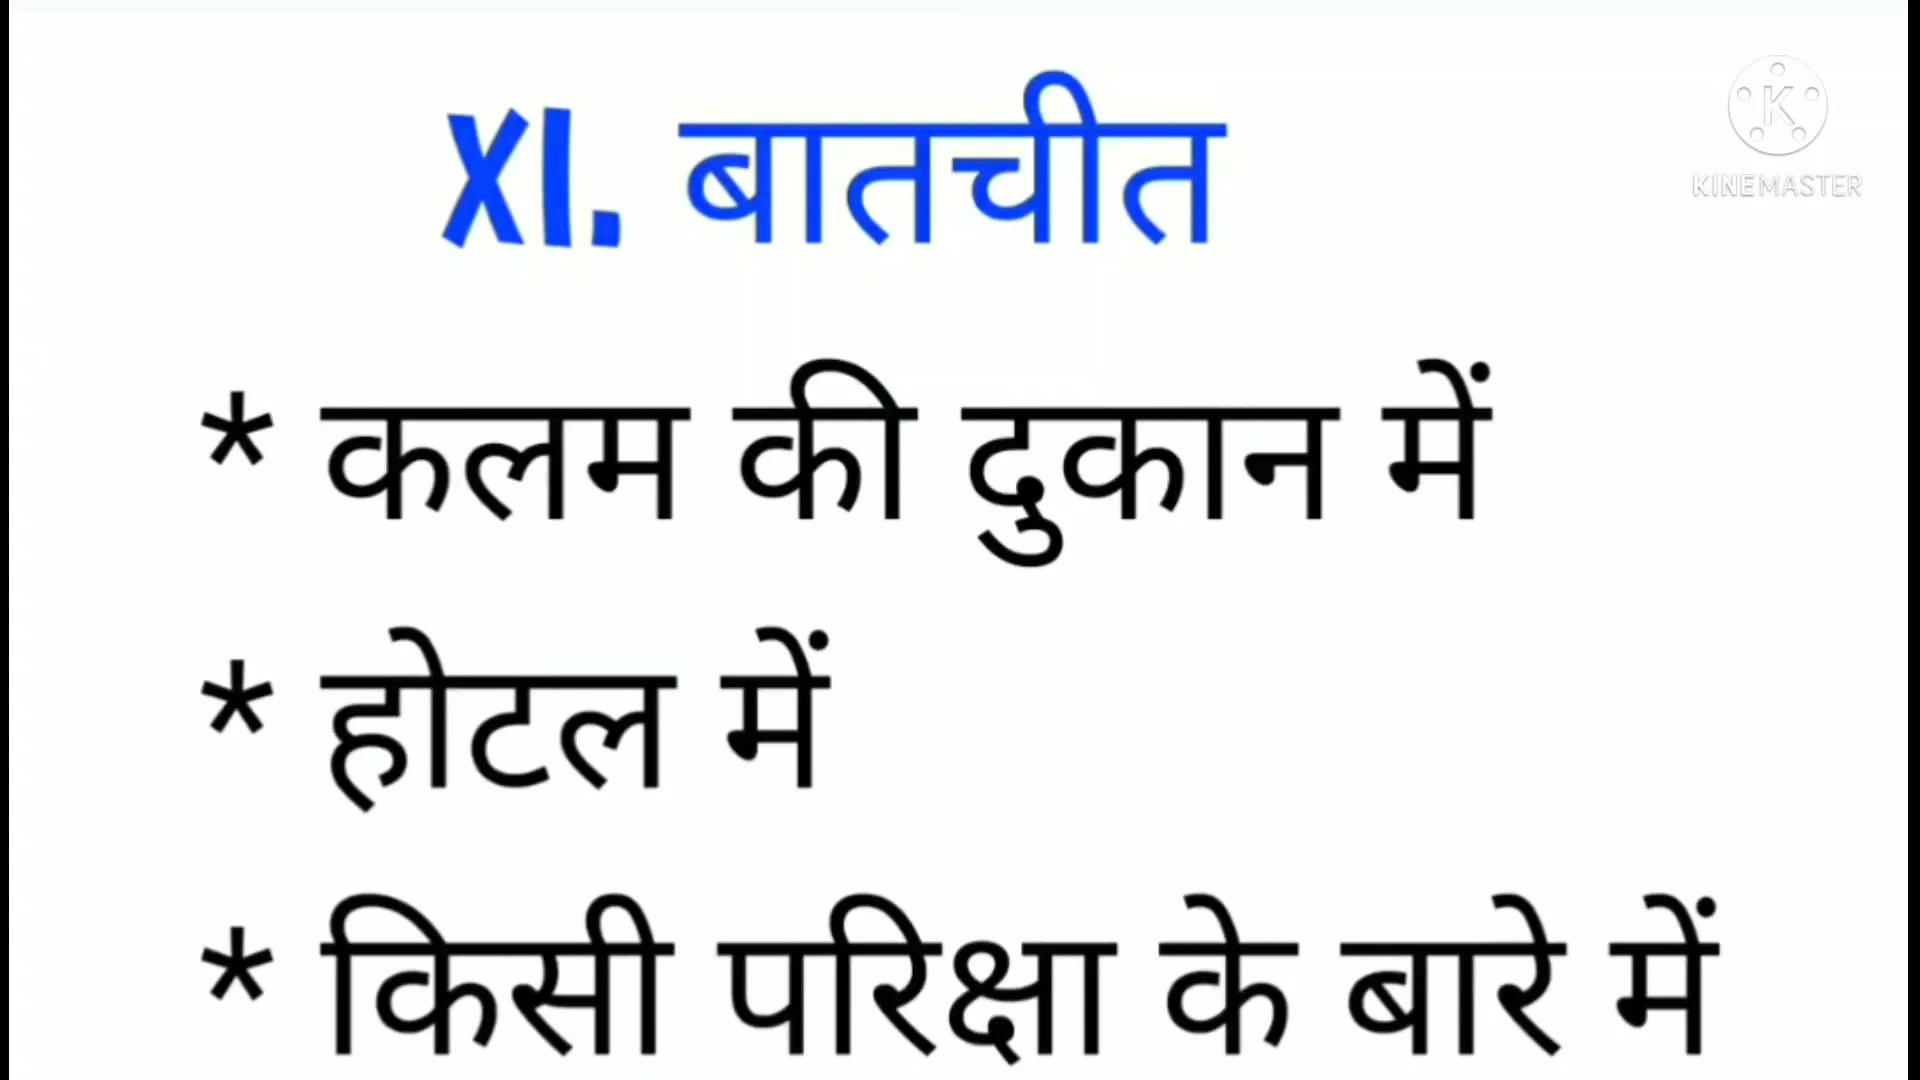 XI. बातचीत
K
KINEMASTER
* कलम की दुकान में
* होटल में
* किसी परिक्षा के बारे में